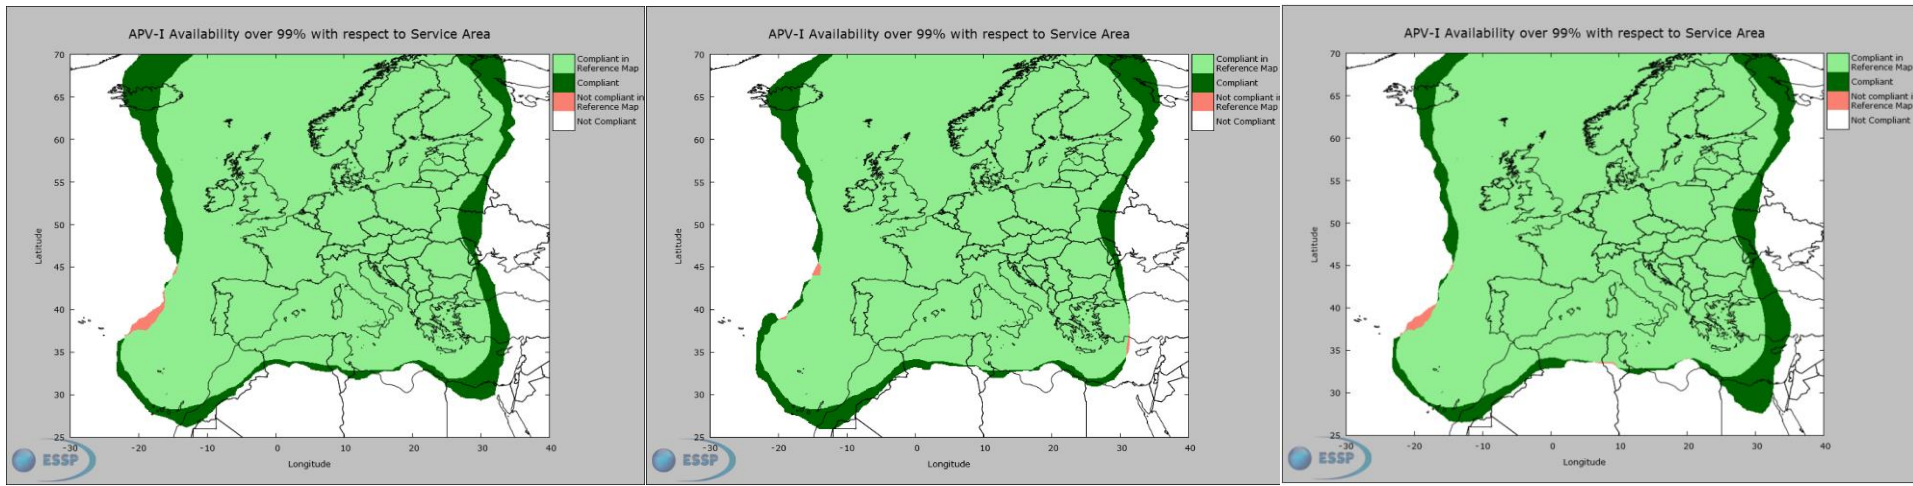 APV-I Availability over 99% with respect to Service Area
70
65
60
55
50
45
40
35
30
25
-30
-20
-10
0
10
20
30
40
Latitude
Longitude
Compliant in
Reference Map
Compliant
Not compliant in
Reference Map
Not Compliant
ESSP
APV-I Availability over 99% with respect to Service Area
70
65
60
55
50
45
40
35
30
25
-30
-20
-10
0
10
20
30
40
Latitude
Longitude
Compliant in
Reference Map
Compliant
Not compliant in
Reference Map
Not Compliant
ESSP
APV-I Availability over 99% with respect to Service Area
70
65
60
55
50
45
40
35
30
25
-30
-20
-10
0
10
20
30
40
Latitude
Longitude
Compliant in
Reference Map
Compliant
Not compliant i
Reference Map
Not Compliant
ESSP